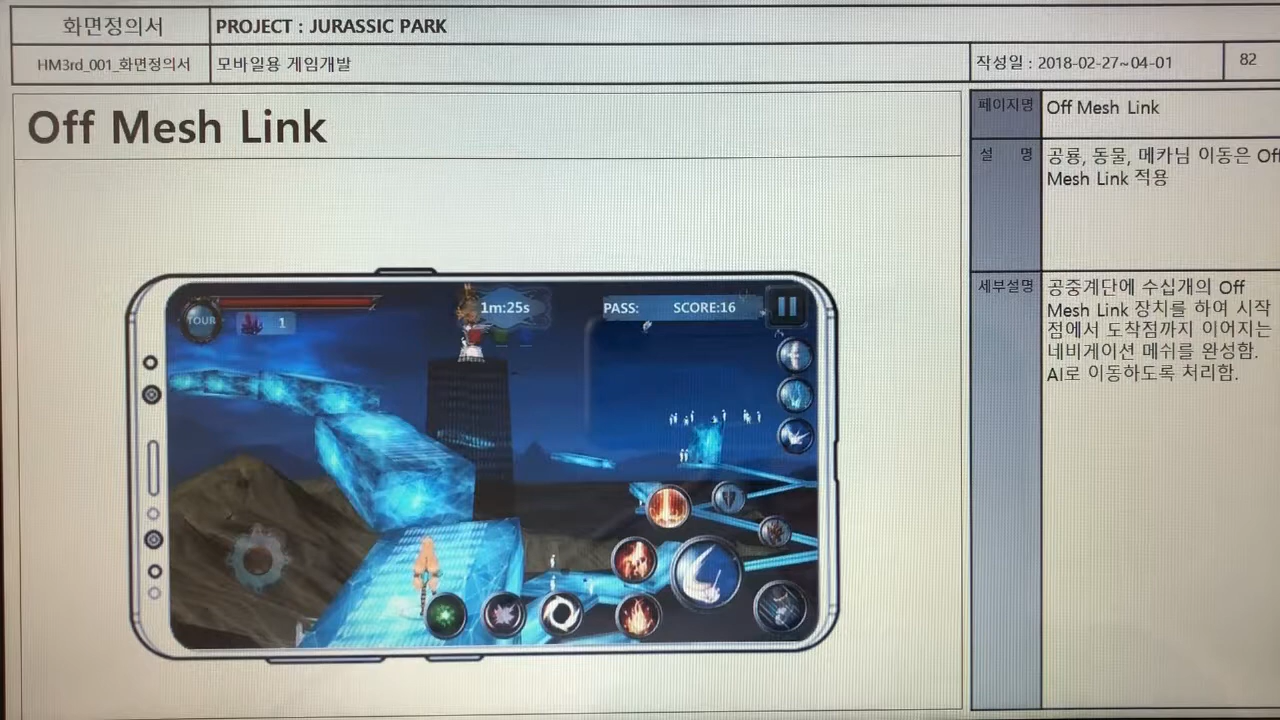 화면정의서
PROJECT : JURASSIC PARK
HM3rd_001_화면정의서
모바일용 게임개발
작성일 : 2018-02-27~04-01
82
Off Mesh Link
페이지명
Off Mesh Link
설 명
공룡, 동물, 메카님 이동은 Off
Mesh Link 적용
세부설명
공중계단에 수십개의 Off
Mesh Link 장치를 하여 시작
점에서 도착점까지 이어지는
네비게이션 메쉬를 완성함.
AI로 이동하도록 처리함.
TOUR
1
1m:25s
PASS:
SCORE:16